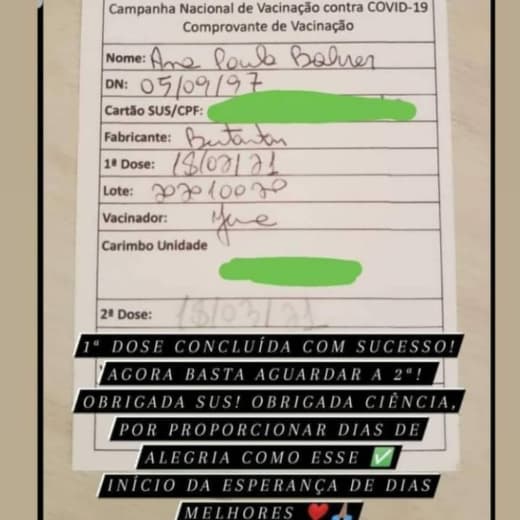 Campanha Nacional de Vacinação contra COVID-19
Comprovante de Vacinação
Nome: Ana Paula
DN: 05/09/97
Cartão SUS/CPF:
Fabricante: Butantan
1ª Dose: 18/02/21
Lote: 202010020
Vacinador:
Carimbo Unidade
2ª Dose: 18/03/21
1ª DOSE CONCLUÍDA COM SUCESSO!
AGORA BASTA AGUARDAR A 2ª!
OBRIGADA SUS! OBRIGADA CIÊNCIA,
POR PROPORCIONAR DIAS DE
ALEGRIA COMO ESSE ✅
INÍCIO DA ESPERANÇA DE DIAS
MELHORES ❤️🙏🏽